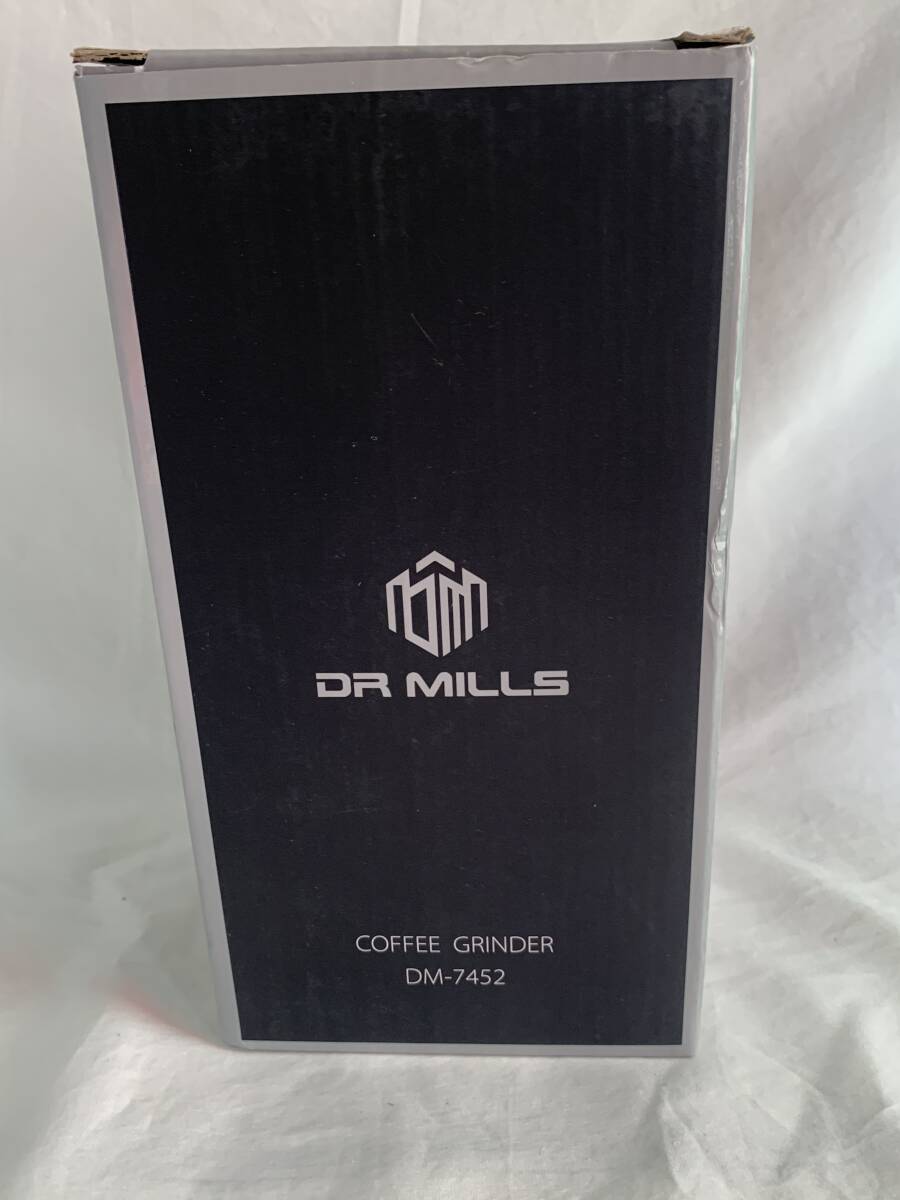 DR MILLS
COFFEE GRINDER
DM-7452